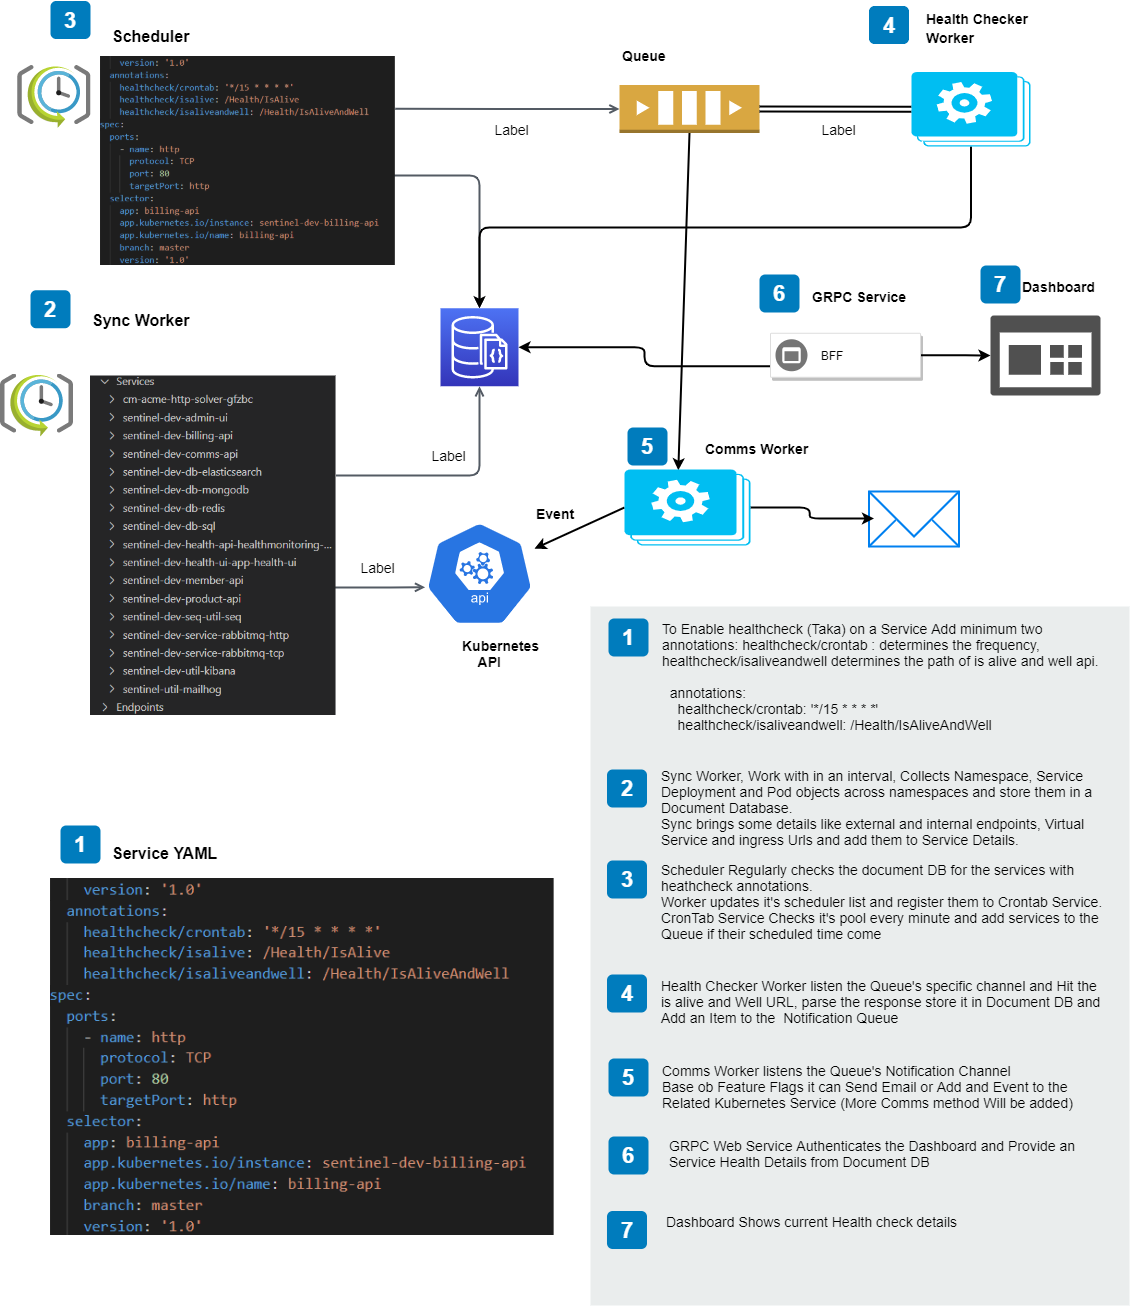 3
Scheduler
version: '1.0'
annotations:
healthcheck/crontab: '*/15 * * * *'
healthcheck/isalive: /Health/IsAlive
healthcheck/isaliveandwell: /Health/IsAliveAndWell
spec:
ports:
- name: http
protocol: TCP
port: 80
targetPort: http
selector:
app: billing-api
app.kubernetes.io/instance: sentinel-dev-billing-api
app.kubernetes.io/name: billing-api
branch: master
version: '1.0'
Label
Queue
Label
4
Health Checker
Worker
2
Sync Worker
Services
cm-acme-http-solver-gfzbc
sentinel-dev-admin-ui
sentinel-dev-billing-api
sentinel-dev-comms-api
sentinel-dev-db-elasticsearch
sentinel-dev-db-mongodb
sentinel-dev-db-redis
sentinel-dev-db-sql
sentinel-dev-health-api-healthmonitoring-...
sentinel-dev-health-ui-app-health-ui
sentinel-dev-member-api
sentinel-dev-product-api
sentinel-dev-seq-util-seq
sentinel-dev-service-rabbitmq-http
sentinel-dev-service-rabbitmq-tcp
sentinel-dev-util-kibana
sentinel-util-mailhog
Endpoints
Label
Label
6
GRPC Service
BFF
7
Dashboard
5
Comms Worker
Event
api
Kubernetes
API
1
Service YAML
version: '1.0'
annotations:
healthcheck/crontab: '*/15 * * * *'
healthcheck/isalive: /Health/IsAlive
healthcheck/isaliveandwell: /Health/IsAliveAndWell
spec:
ports:
- name: http
protocol: TCP
port: 80
targetPort: http
selector:
app: billing-api
app.kubernetes.io/instance: sentinel-dev-billing-api
app.kubernetes.io/name: billing-api
branch: master
version: '1.0'
1
To Enable healthcheck (Taka) on a Service Add minimum two
annotations: healthcheck/crontab : determines the frequency,
healthcheck/isaliveandwell determines the path of is alive and well api.
annotations:
healthcheck/crontab: '*/15 * * * *'
healthcheck/isaliveandwell: /Health/IsAliveAndWell
2
Sync Worker, Work with in an interval, Collects Namespace, Service
Deployment and Pod objects across namespaces and store them in a
Document Database.
Sync brings some details like external and internal endpoints, Virtual
Service and ingress Urls and add them to Service Details.
3
Scheduler Regularly checks the document DB for the services with
heathcheck annotations.
Worker updates it's scheduler list and register them to Crontab Service.
CronTab Service Checks it's pool every minute and add services to the
Queue if their scheduled time come
4
Health Checker Worker listen the Queue's specific channel and Hit the
is alive and Well URL, parse the response store it in Document DB and
Add an Item to the Notification Queue
5
Comms Worker listens the Queue's Notification Channel
Base ob Feature Flags it can Send Email or Add and Event to the
Related Kubernetes Service (More Comms method Will be added)
6
GRPC Web Service Authenticates the Dashboard and Provide an
Service Health Details from Document DB
7
Dashboard Shows current Health check details